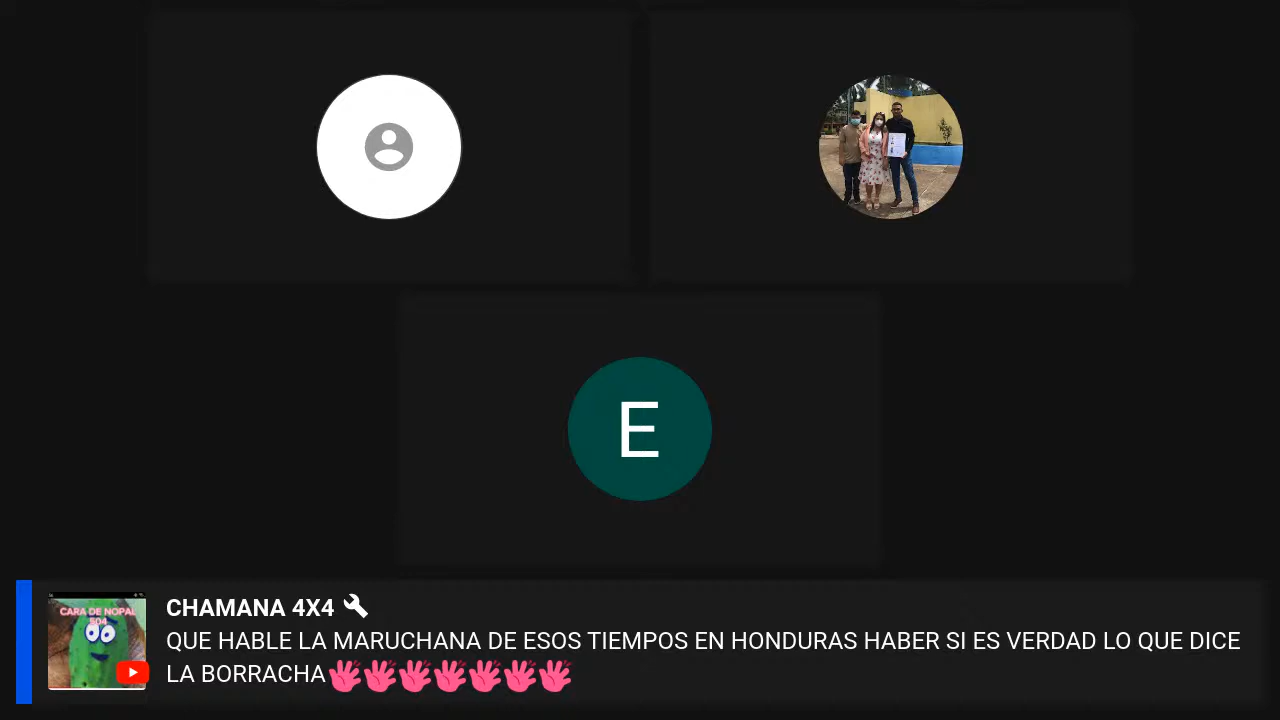 E
CARA DE NOPAL
504
CHAMANA 4X4
QUE HABLE LA MARUCHANA DE ESOS TIEMPOS EN HONDURAS HABER SI ES VERDAD LO QUE DICE
LA BORRACHA